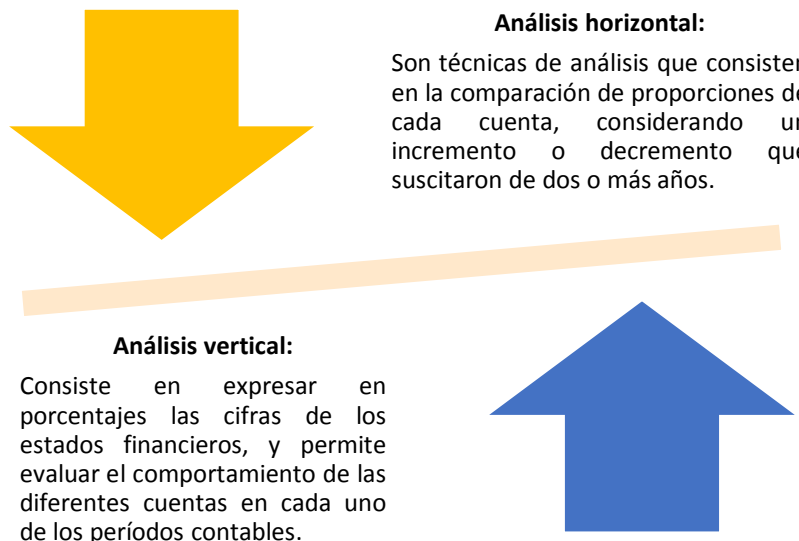 Análisis horizontal:
Son técnicas de análisis que consisten
en la comparación de proporciones de
cada cuenta, considerando un
incremento o decremento que
suscitaron de dos o más años.
Análisis vertical:
Consiste en expresar en
porcentajes las cifras de los
estados financieros, y permite
evaluar el comportamiento de las
diferentes cuentas en cada uno
de los períodos contables.